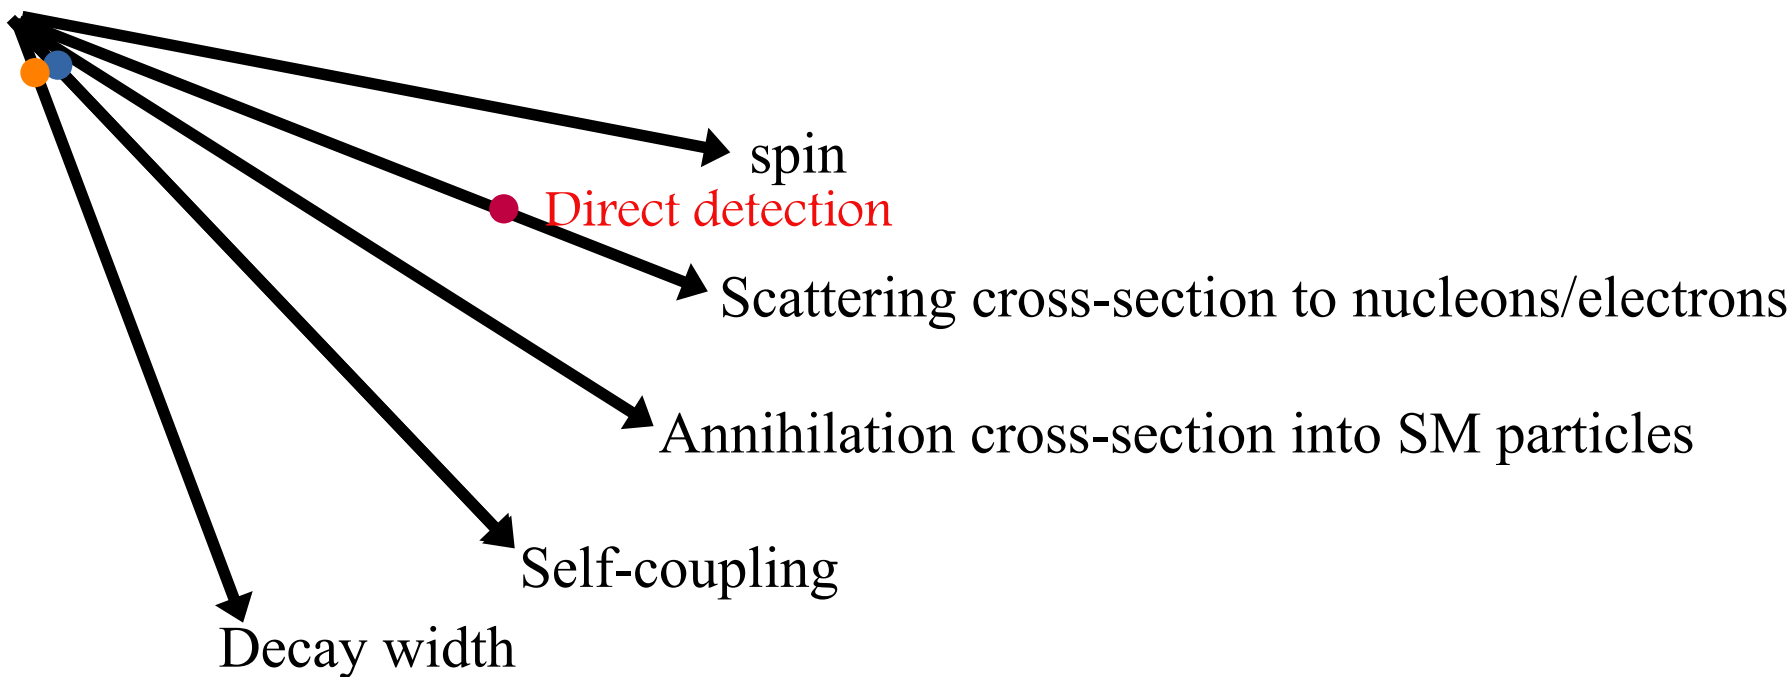 spin
Direct detection
Scattering cross-section to nucleons/electrons
Annihilation cross-section into SM particles
Self-coupling
Decay width